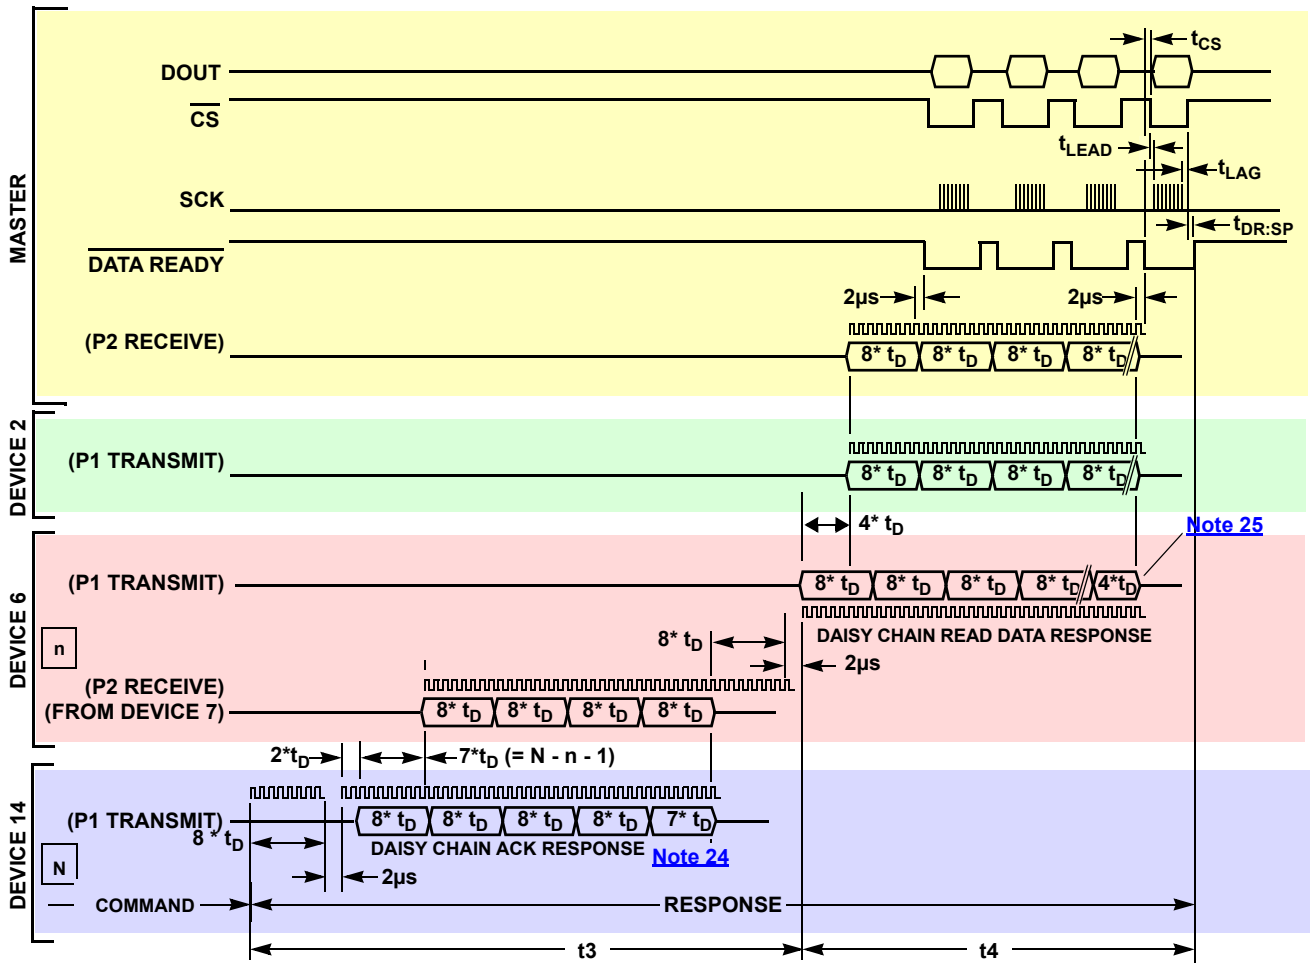 MASTER
DOUT
tCS
CS
tLEAD
tLAG
SCK
tDR:SP
DATA READY
2µs 2µs
(P2 RECEIVE)
8* tD 8* tD 8* tD 8* tD
DEVICE 2
(P1 TRANSMIT)
8* tD 8* tD 8* tD 8* tD
4* tD
Note 25
DEVICE 6
n
(P1 TRANSMIT)
8* tD 8* tD 8* tD 8* tD 4*tD
DAISY CHAIN READ DATA RESPONSE
8* tD
2µs
(P2 RECEIVE)
(FROM DEVICE 7)
8* tD 8* tD 8* tD 8* tD
2*tD 7*tD (= N - n - 1)
DEVICE 14
N
(P1 TRANSMIT)
8* tD 8* tD 8* tD 8* tD 7* tD
8 * tD
DAISY CHAIN ACK RESPONSE
Note 24
2µs
COMMAND
RESPONSE
t3 t4